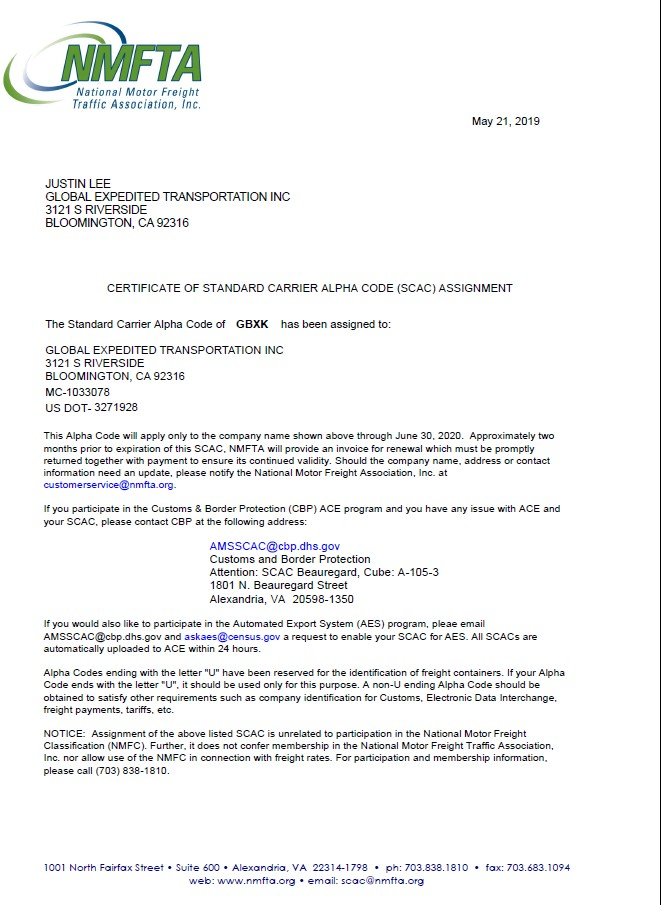 NMFTA
National Motor Freight
Traffic Association, Inc.
May 21, 2019
JUSTIN LEE
GLOBAL EXPEDITED TRANSPORTATION INC
3121 S RIVERSIDE
BLOOMINGTON, CA 92316
CERTIFICATE OF STANDARD CARRIER ALPHA CODE (SCAC) ASSIGNMENT
The Standard Carrier Alpha Code of GBXK has been assigned to:
GLOBAL EXPEDITED TRANSPORTATION INC
3121 S RIVERSIDE
BLOOMINGTON, CA 92316
MC-1033078
US DOT- 3271928
This Alpha Code will apply only to the company name shown above through June 30, 2020. Approximately two
months prior to expiration of this SCAC, NMFTA will provide an invoice for renewal which must be promptly
returned together with payment to ensure its continued validity. Should the company name, address or contact
information need an update, please notify the National Motor Freight Association, Inc. at
customerservice@nmfta.org.
If you participate in the Customs & Border Protection (CBP) ACE program and you have any issue with ACE and
your SCAC, please contact CBP at the following address:
AMSSCAC@cbp.dhs.gov
Customs and Border Protection
Attention: SCAC Beauregard, Cube: A-105-3
1801 N. Beauregard Street
Alexandria, VA 20598-1350
If you would also like to participate in the Automated Export System (AES) program, pleae email
AMSSCAC@cbp.dhs.gov and askaes@census.gov a request to enable your SCAC for AES. All SCACs are
automatically uploaded to ACE within 24 hours.
Alpha Codes ending with the letter "U" have been reserved for the identification of freight containers. If your Alpha
Code ends with the letter "U", it should be used only for this purpose. A non-U ending Alpha Code should be
obtained to satisfy other requirements such as company identification for Customs, Electronic Data Interchange,
freight payments, tariffs, etc.
NOTICE: Assignment of the above listed SCAC is unrelated to participation in the National Motor Freight
Classification (NMFC). Further, it does not confer membership in the National Motor Freight Traffic Association,
Inc. nor allow use of the NMFC in connection with freight rates. For participation and membership information,
please call (703) 838-1810.
1001 North Fairfax Street • Suite 600 • Alexandria, VA 22314-1798 • ph: 703.838.1810 • fax: 703.683.1094
web: www.nmfta.org • email: scac@nmfta.org